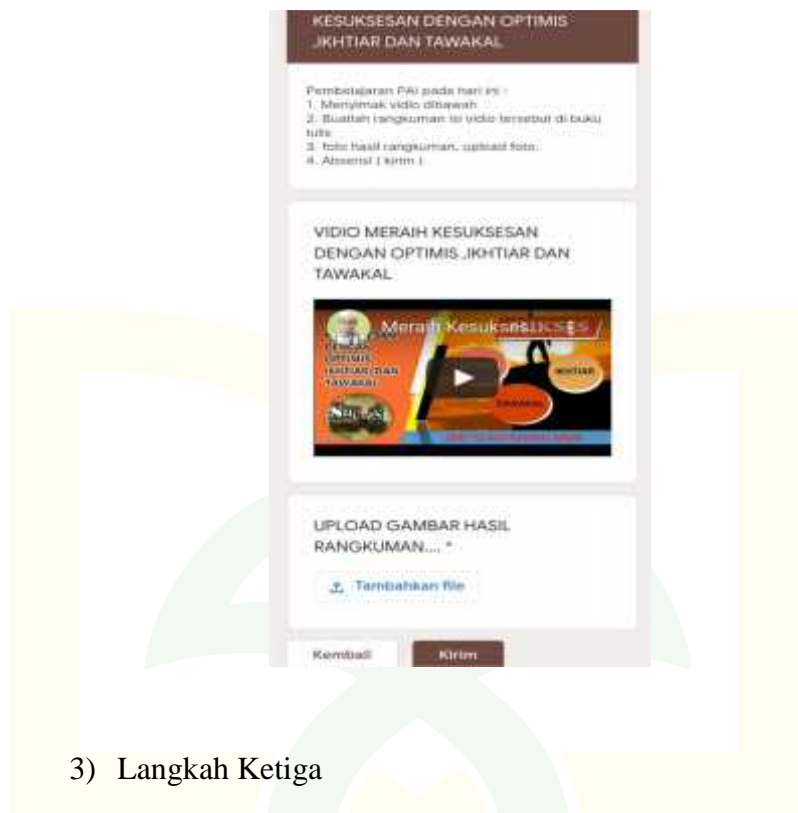 KESUKSESAN DENGAN OPTIMIS
,IKHTIAR DAN TAWAKAL
Pembelajaran PAI pada hari ini :
1. Menyimak vidio dibawah
2. Buatlah rangkuman isi vidio tersebut di buku
tulis
3. foto hasil rangkuman, upload foto.
4. Absensi ( kirim )
VIDIO MERAIH KESUKSESAN
DENGAN OPTIMIS ,IKHTIAR DAN
TAWAKAL
Meraih Kesukses...
DENGAN
OPTIMIS
IKHTIAR DAN
TAWAKAL
IKHTIAR
TAWAKAL
UPLOAD GAMBAR HASIL
RANGKUMAN.... *
Tambahkan file
Kembali
Kirim
3) Langkah Ketiga